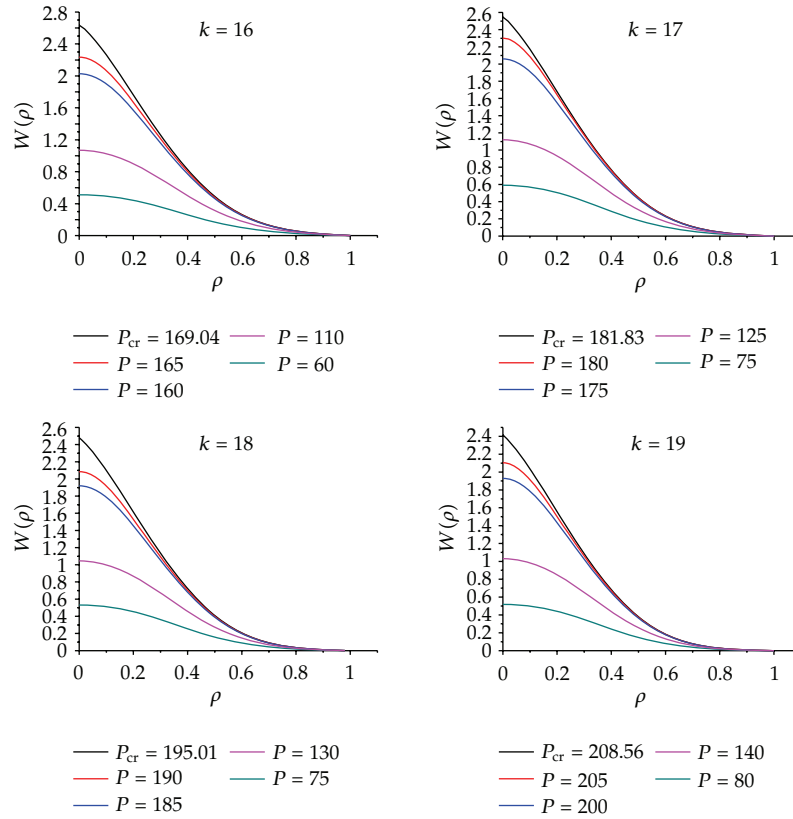 k = 16
W(ρ)
2.8
2.4
2
1.6
1.2
0.8
0.4
0
0 0.2 0.4 0.6 0.8 1
ρ
Pcr = 169.04
P = 165
P = 160
P = 110
P = 60
k = 17
W(ρ)
2.6
2.4
2.2
2
1.8
1.6
1.4
1.2
1
0.8
0.6
0.4
0.2
0
0 0.2 0.4 0.6 0.8 1
ρ
Pcr = 181.83
P = 180
P = 175
P = 125
P = 75
k = 18
W(ρ)
2.6
2.4
2.2
2
1.8
1.6
1.4
1.2
1
0.8
0.6
0.4
0.2
0
0 0.2 0.4 0.6 0.8 1
ρ
Pcr = 195.01
P = 190
P = 185
P = 130
P = 75
k = 19
W(ρ)
2.4
2.2
2
1.8
1.6
1.4
1.2
1
0.8
0.6
0.4
0.2
0
0 0.2 0.4 0.6 0.8 1
ρ
Pcr = 208.56
P = 205
P = 200
P = 140
P = 80